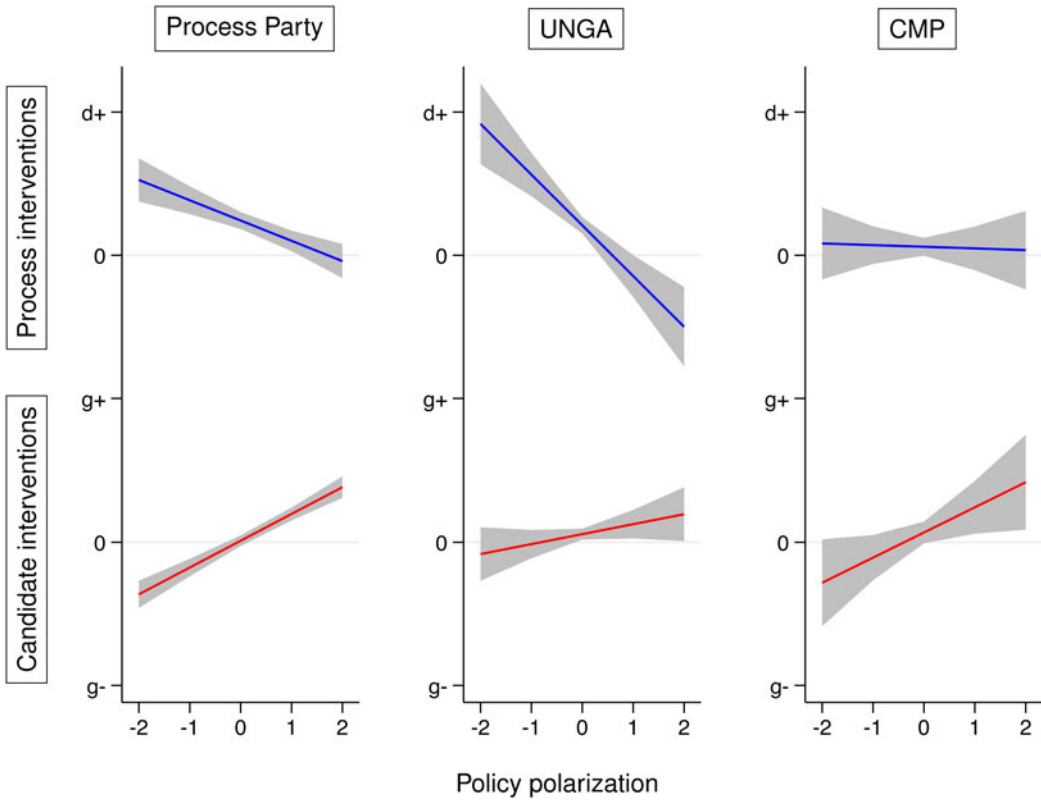 Process Party
UNGA
CMP
Process interventions
d+
0
d+
0
d+
0
Candidate interventions
g+
0
g-
g+
0
g-
g+
0
g-
-2 -1 0 1 2
-2 -1 0 1 2
-2 -1 0 1 2
Policy polarization